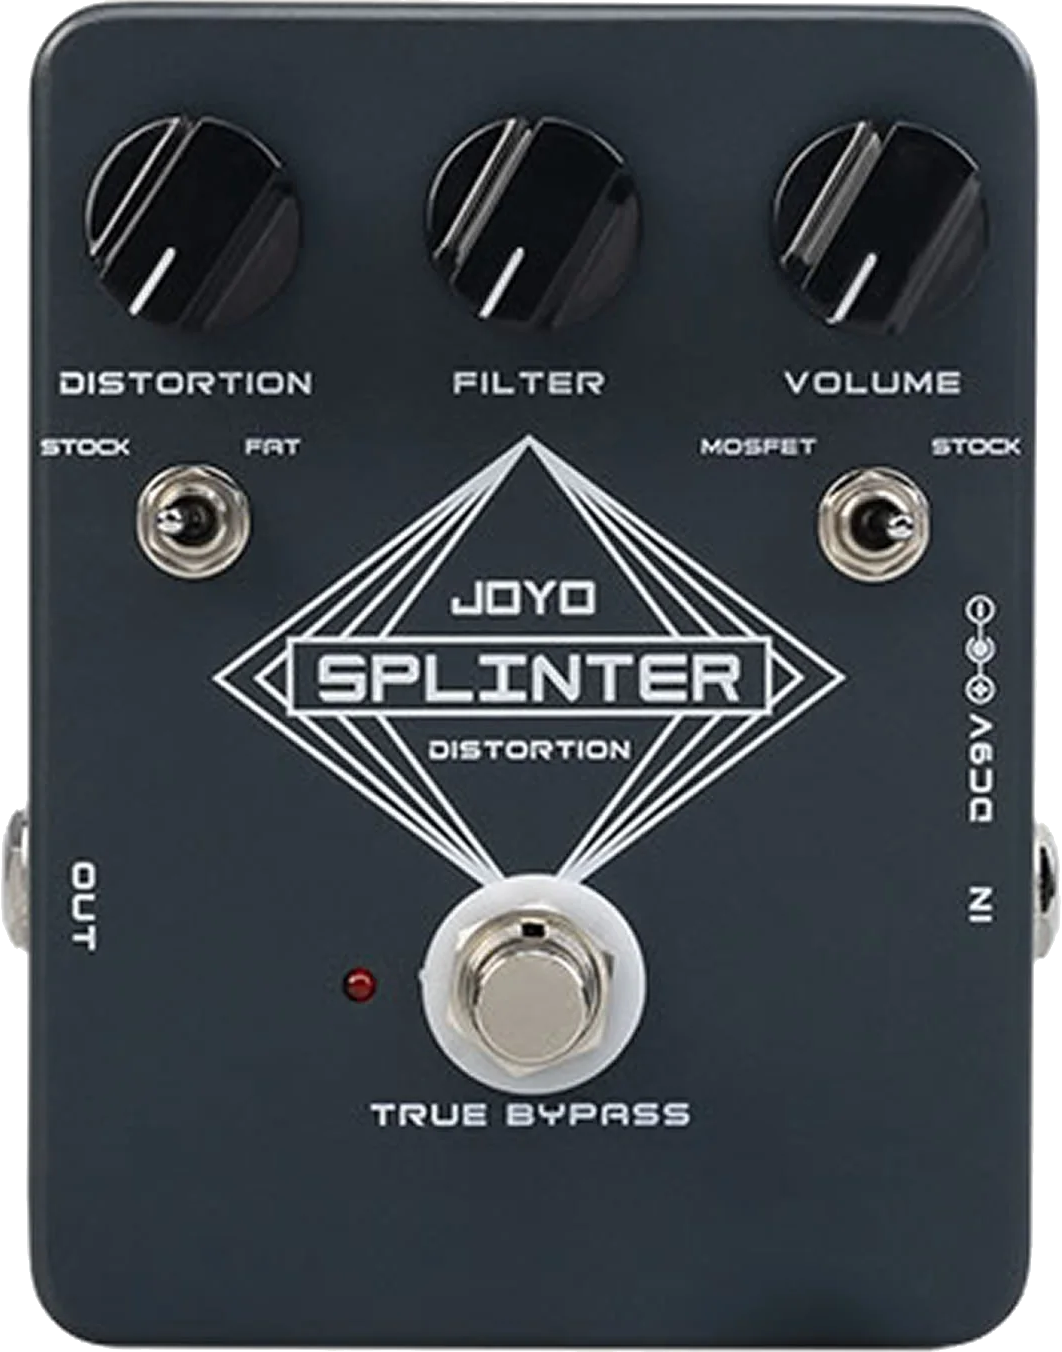 DISTORTION FILTER VOLUME
STOCK FAT MOSFET STOCK
JOYO
SPLINTER
DISTORTION
DC9V
OUT
IN
TRUE BYPASS